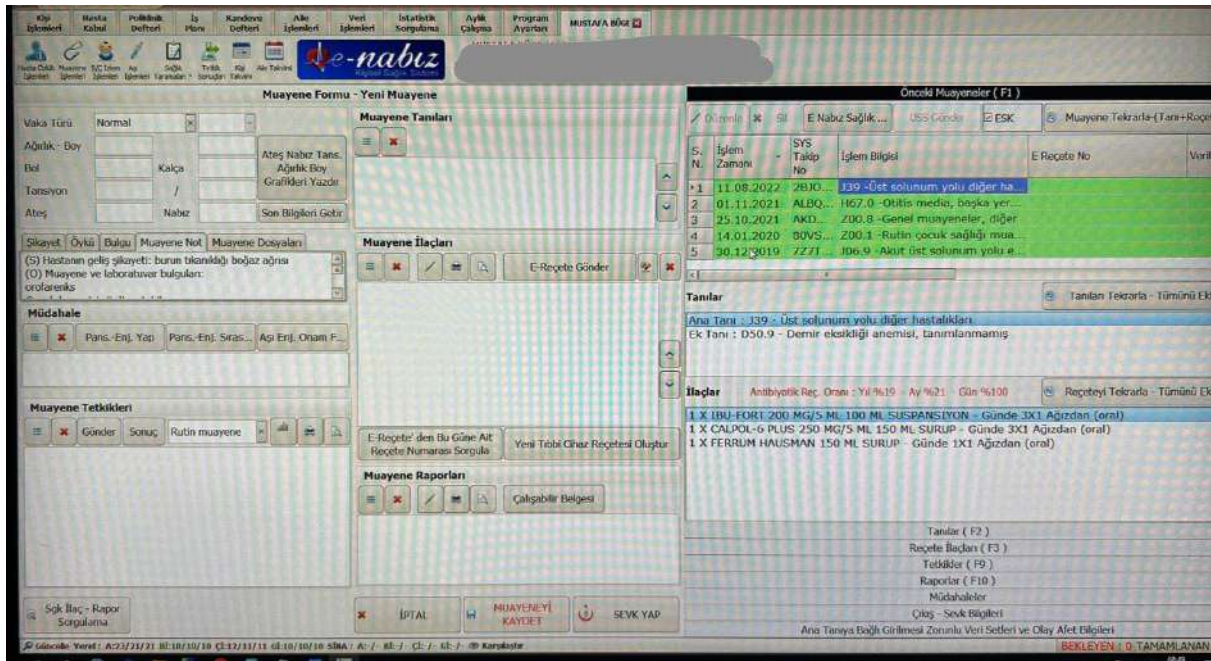 Kişi İşlemleri
Hasta Kabul
Poliklinik Defteri
İş Planı
Randevu Defteri
Aile İşlemleri
Veri İşlemleri
İstatistik Sorgulama
Aylık Çalışma
Program Ayarları
MUSTAFA BÜGE
e-nabız
Kişisel Sağlık Sistemi
Muayene Formu - Yeni Muayene
Vaka Türü Normal
Ağırlık - Boy
Bel Kalça
Tansiyon /
Ateş Nabız
Ateş Nabız Tans. Ağırlık Boy Grafikleri Yazdır
Son Bilgileri Getir
Şikayet Öykü Bulgu Muayene Not Muayene Dosyaları
(S) Hastanın geliş şikayeti: burun tıkanıklığı boğaz ağrısı
(O) Muayene ve laboratuvar bulguları:
orofarenks
Müdahale
Pans.-Enj. Yap Pans.-Enj. Sıras... Aşı Enj. Onam F...
Muayene Tetkikleri
Gönder Sonuç Rutin muayene
Sgk İlaç - Rapor Sorgulama
Muayene Tanıları
Muayene İlaçları
E-Reçete Gönder
E-Reçete' den Bu Güne Ait Reçete Numarası Sorgula
Yeni Tıbbi Cihaz Reçetesi Oluştur
Muayene Raporları
Çalışabilir Belgesi
İPTAL
MUAYENEYİ KAYDET
SEVK YAP
Önceki Muayeneler ( F1 )
Düzenle Sil E Nabız Sağlık ... USS Gönder ESK Muayene Tekrarla-(Tanı+Reçe
S. N. İşlem Zamanı SYS Takip No İşlem Bilgisi E Reçete No Veril
1 11.08.2022 2BJO... J39 -Üst solunum yolu diğer ha...
2 01.11.2021 ALBQ... H67.0 -Otitis media, başka yer...
3 25.10.2021 AKD... Z00.8 -Genel muayeneler, diğer
4 14.01.2020 80VS... Z00.1 -Rutin çocuk sağlığı mua...
5 30.12.2019 7Z7T... J06.9 -Akut üst solunum yolu e...
Tanılar Tanıları Tekrarla - Tümünü Ekl
Ana Tanı : J39 - Üst solunum yolu diğer hastalıkları
Ek Tanı : D50.9 - Demir eksikliği anemisi, tanımlanmamış
İlaçlar Antibiyotik Reç. Oranı : Yıl %19 - Ay %21 - Gün %100 Reçeteyi Tekrarla - Tümünü Ek
1 X IBU-FORT 200 MG/5 ML 100 ML SUSPANSIYON - Günde 3X1 Ağızdan (oral)
1 X CALPOL-6 PLUS 250 MG/5 ML 150 ML SURUP - Günde 3X1 Ağızdan (oral)
1 X FERRUM HAUSMAN 150 ML SURUP - Günde 1X1 Ağızdan (oral)
Tanılar ( F2 )
Reçete İlaçları ( F3 )
Tetkikler ( F9 )
Raporlar ( F10 )
Müdahaleler
Çıkış - Sevk Bilgileri
Ana Tanıya Bağlı Girilmesi Zorunlu Veri Setleri ve Olay Afet Bilgileri
BEKLEYEN : 0 TAMAMLANAN